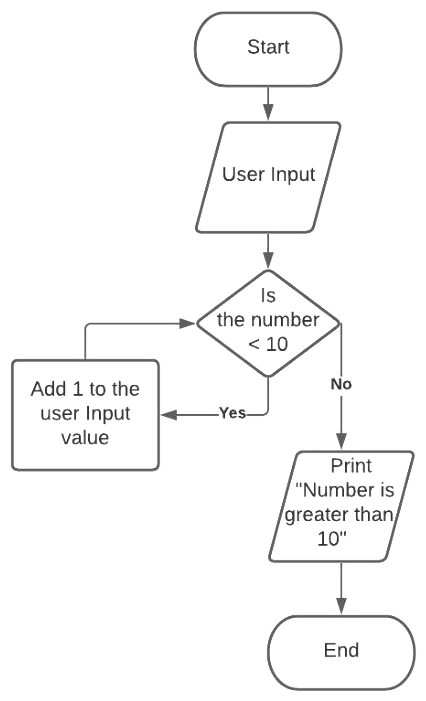 Start
User Input
Is
the number
< 10
Add 1 to the
user Input
value
Yes
No
Print
"Number is
greater than
10"
End